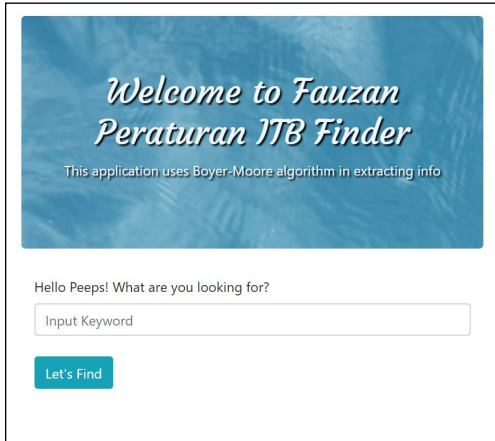 Welcome to Fauzan
Peraturan ITB Finder
This application uses Boyer-Moore algorithm in extracting info
Hello Peeps! What are you looking for?
Input Keyword
Let's Find